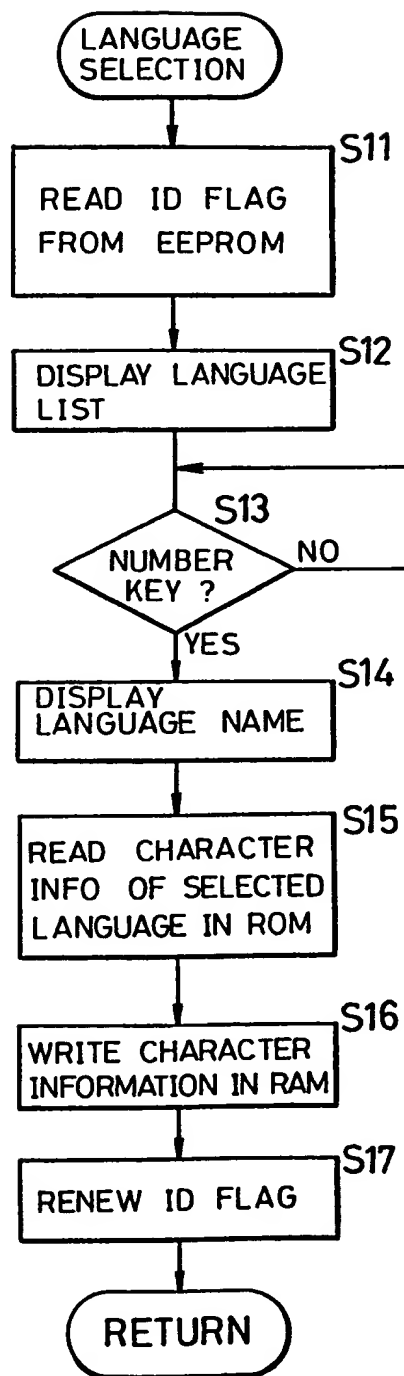 LANGUAGE
SELECTION
S11
READ ID FLAG
FROM EEPROM
S12
DISPLAY LANGUAGE
LIST
S13
NUMBER
KEY ?
NO
YES
S14
DISPLAY
LANGUAGE NAME
S15
READ CHARACTER
INFO OF SELECTED
LANGUAGE IN ROM
S16
WRITE CHARACTER
INFORMATION IN RAM
S17
RENEW ID FLAG
RETURN